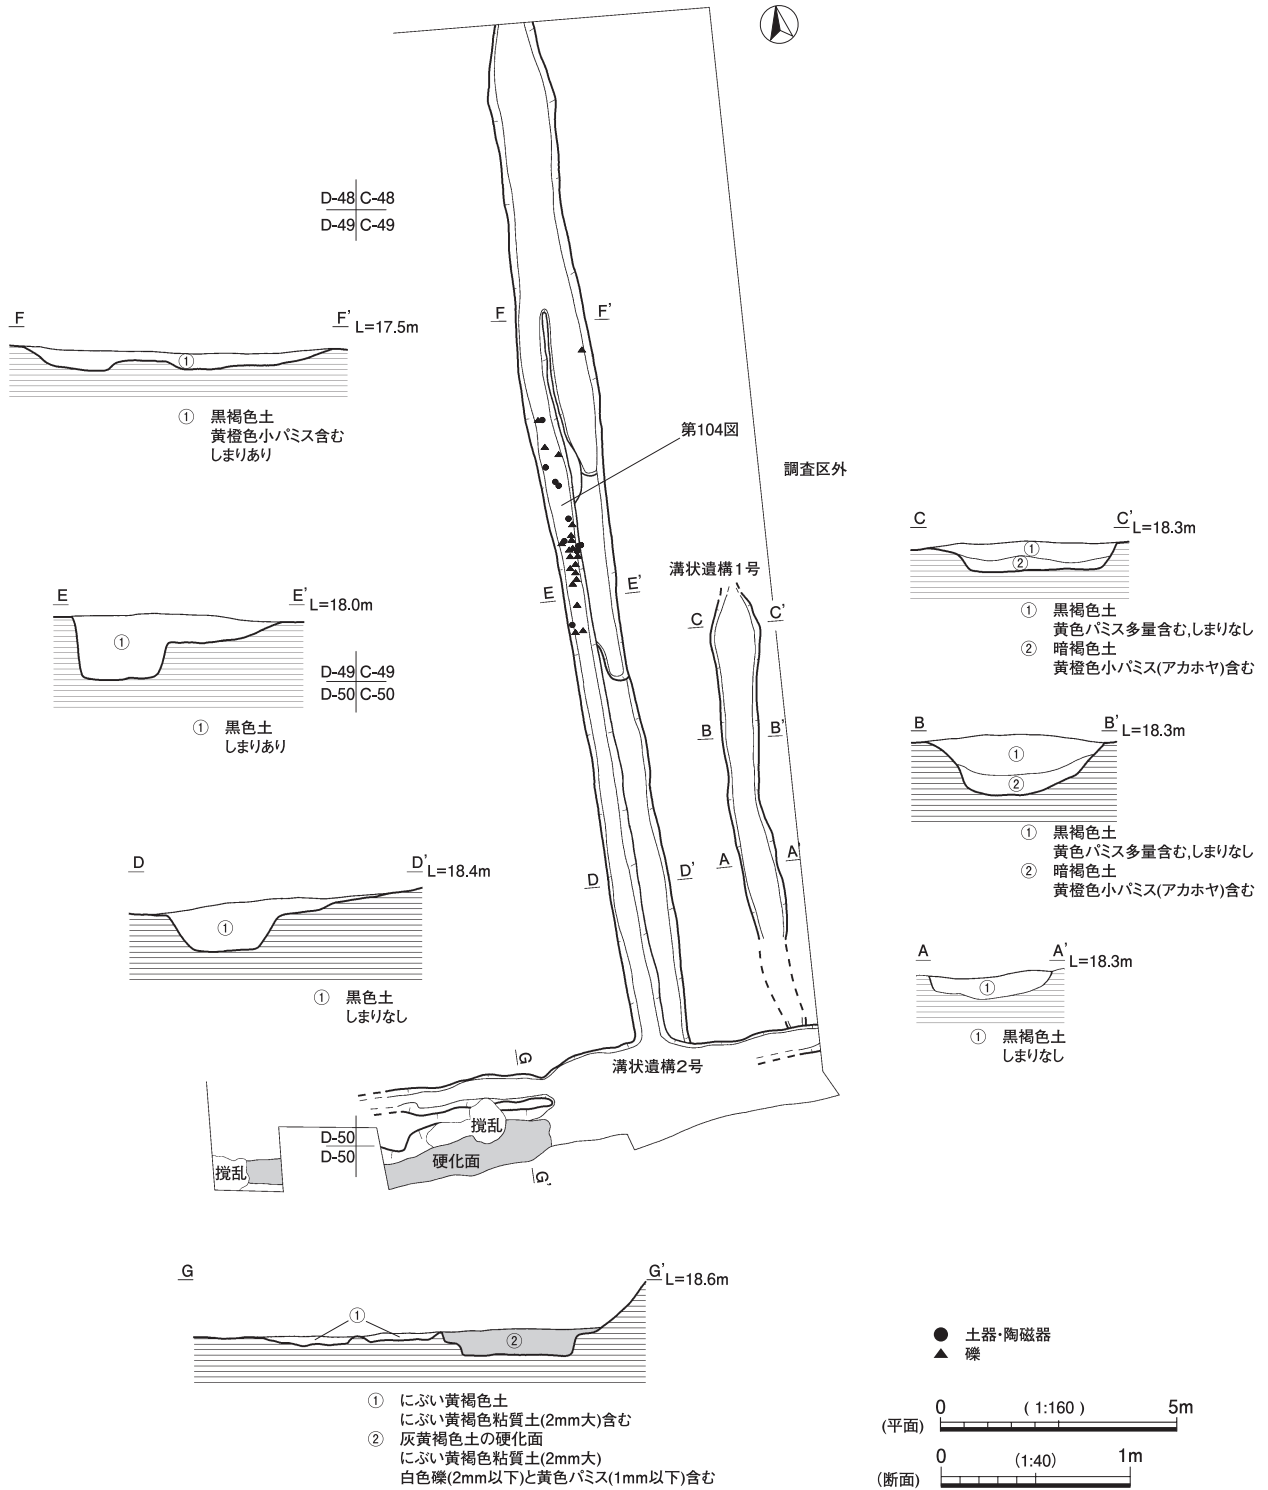 D-48 C-48
D-49 C-49
F F'
F F' L=17.5m
① 
① 黒褐色土
黄橙色小パミス含む
しまりあり
第104図
調査区外
C C' L=18.3m
①
②
① 黒褐色土
黄色パミス多量含む,しまりなし
② 暗褐色土
黄橙色小パミス(アカホヤ)含む
溝状遺構1号
E E'
C C'
E E' L=18.0m
①
D-49 C-49
D-50 C-50
① 黒色土
しまりあり
B B'
B B' L=18.3m
①
②
① 黒褐色土
黄色パミス多量含む,しまりなし
② 暗褐色土
黄橙色小パミス(アカホヤ)含む
A A'
D D'
D D' L=18.4m
①
① 黒色土
しまりなし
A A' L=18.3m
①
① 黒褐色土
しまりなし
G
溝状遺構2号
撹乱
D-50
D-50
硬化面
撹乱
G'
G G' L=18.6m
①
②
① にぶい黄褐色土
にぶい黄褐色粘質土(2mm大)含む
② 灰黄褐色土の硬化面
にぶい黄褐色粘質土(2mm大)
白色礫(2mm以下)と黄色パミス(1mm以下)含む
● 土器・陶磁器
▲ 礫
0 (1:160) 5m
(平面)
0 (1:40) 1m
(断面)